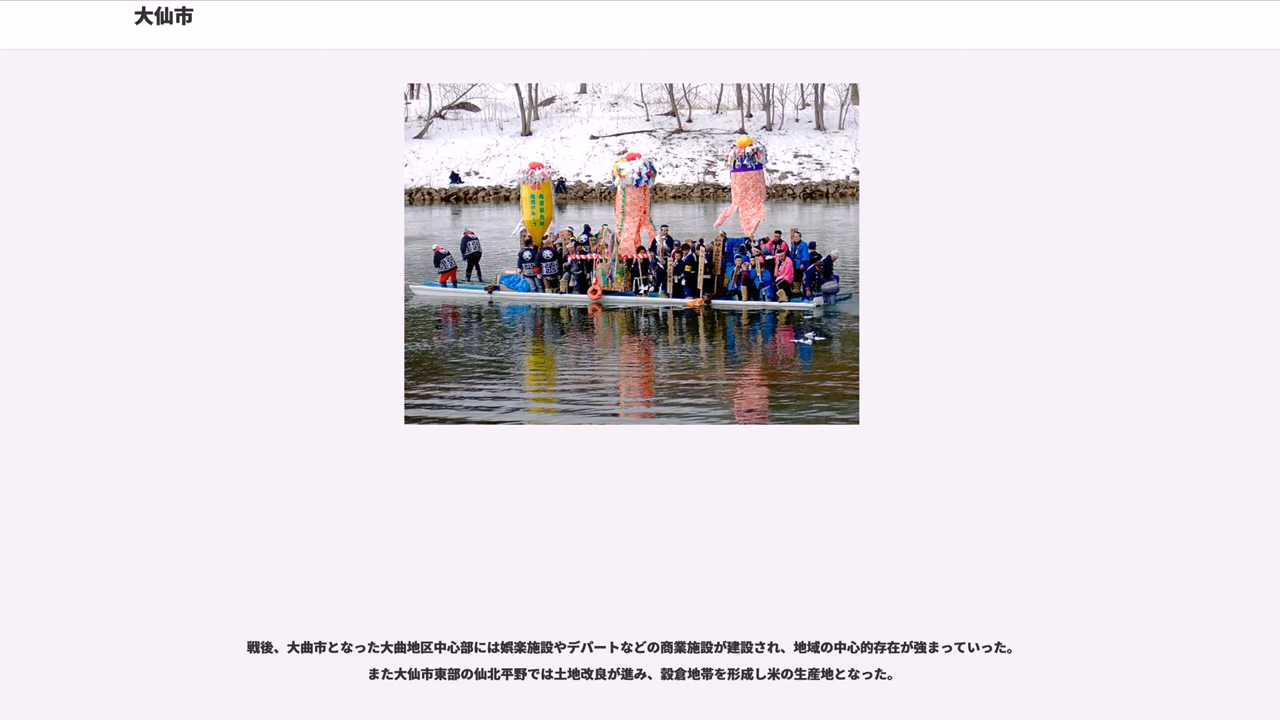 大仙市
戦後、大曲市となった大曲地区中心部には娯楽施設やデパートなどの商業施設が建設され、地域の中心的存在が強まっていった。
また大仙市東部の仙北平野では土地改良が進み、穀倉地帯を形成し米の生産地となった。